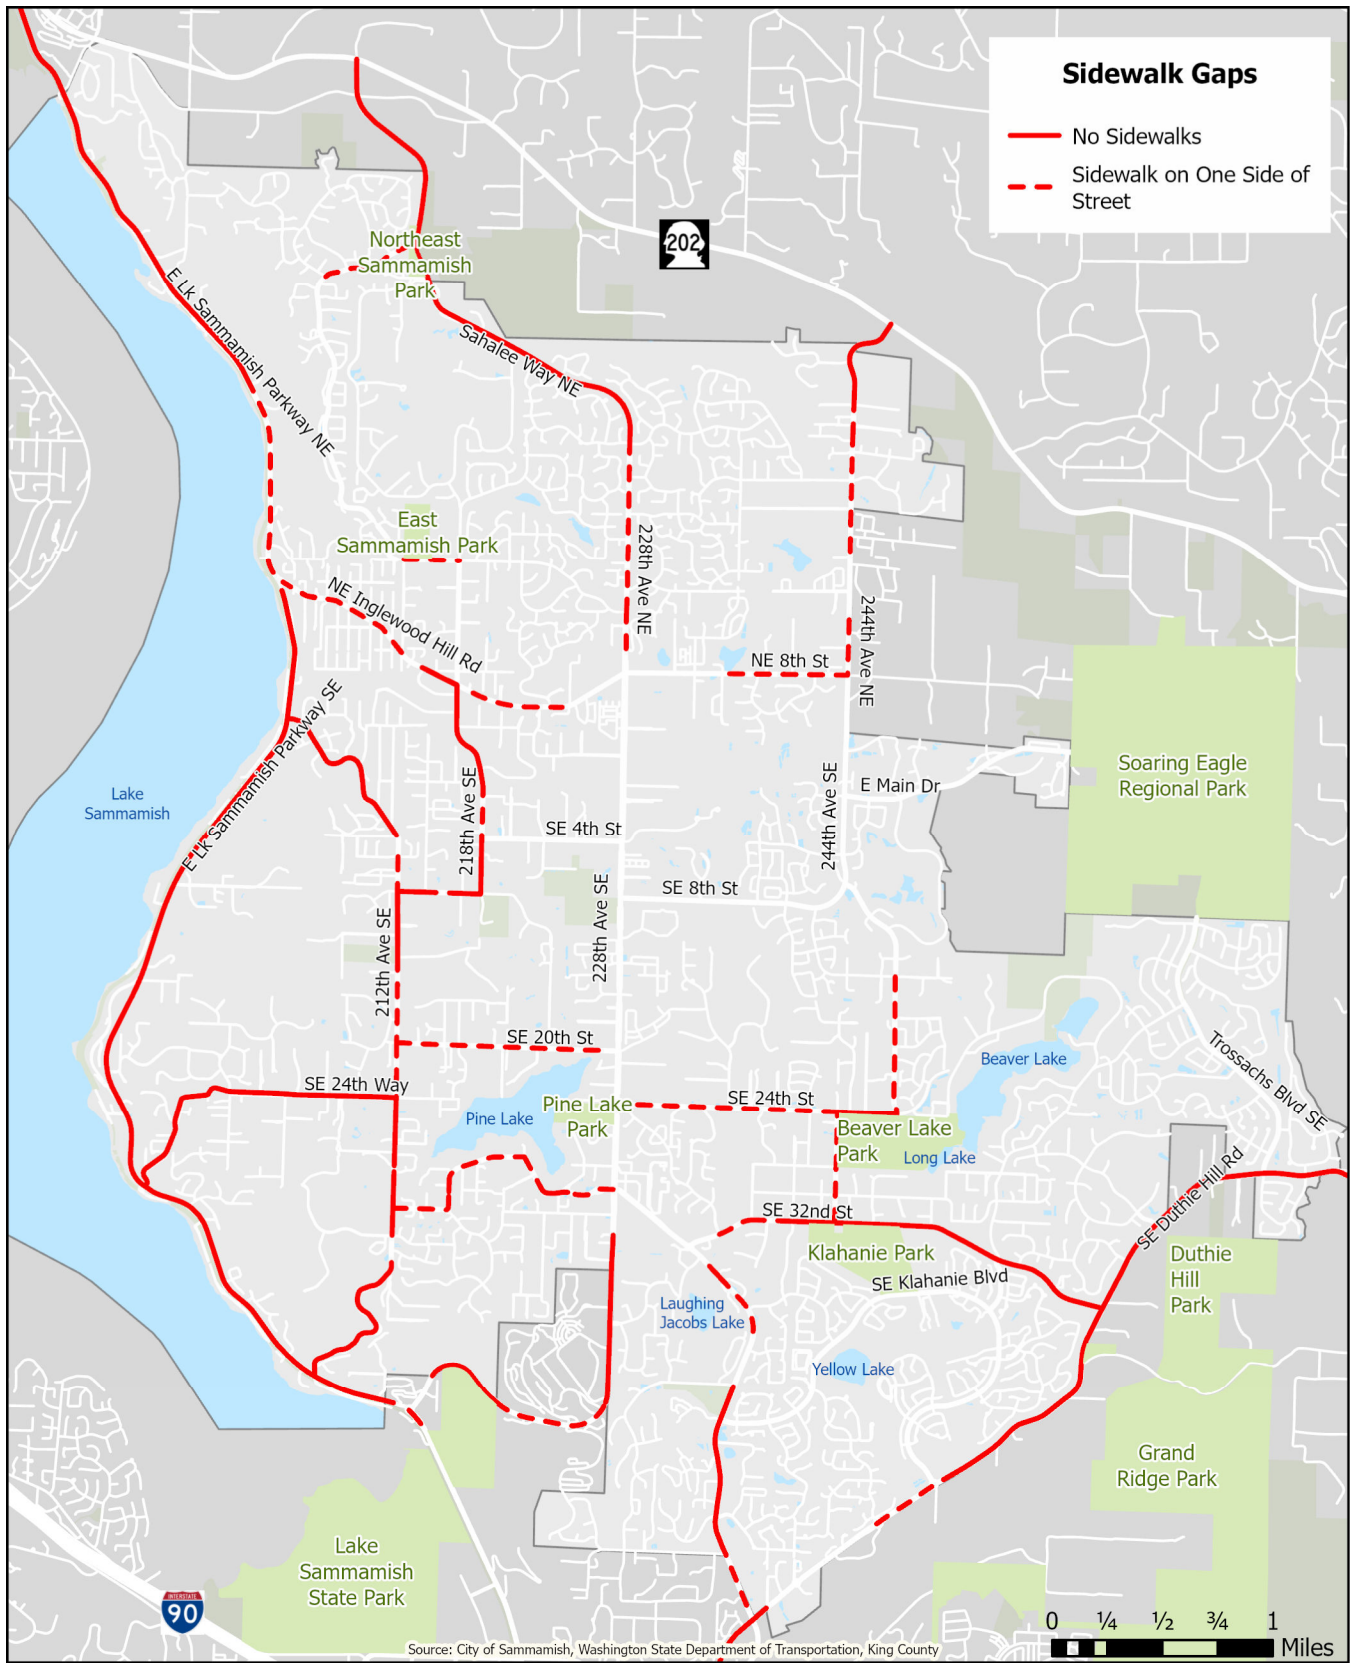 Sidewalk Gaps
No Sidewalks
Sidewalk on One Side of
Street
202
Northeast
Sammamish
Park
E Lk Sammamish Parkway NE
Sahalee Way NE
East
Sammamish Park
228th Ave NE
NE Inglewood Hill Rd
244th Ave NE
NE 8th St
E Lk Sammamish Parkway SE
Soaring Eagle
Regional Park
Lake
Sammamish
218th Ave SE
244th Ave SE
E Main Dr
SE 4th St
SE 8th St
228th Ave SE
212th Ave SE
SE 20th St
Beaver Lake
Trossachs Blvd SE
SE 24th Way
Pine Lake
Pine Lake
Park
SE 24th St
Beaver Lake
Park
Long Lake
SE Duthie Hill Rd
SE 32nd St
Klahanie Park
SE Klahanie Blvd
Duthie
Hill
Park
Laughing
Jacobs Lake
Yellow Lake
Grand
Ridge Park
Lake
Sammamish
State Park
INTERSTATE
90
0 ¼ ½ ¾ 1
Miles
Source: City of Sammamish, Washington State Department of Transportation, King County